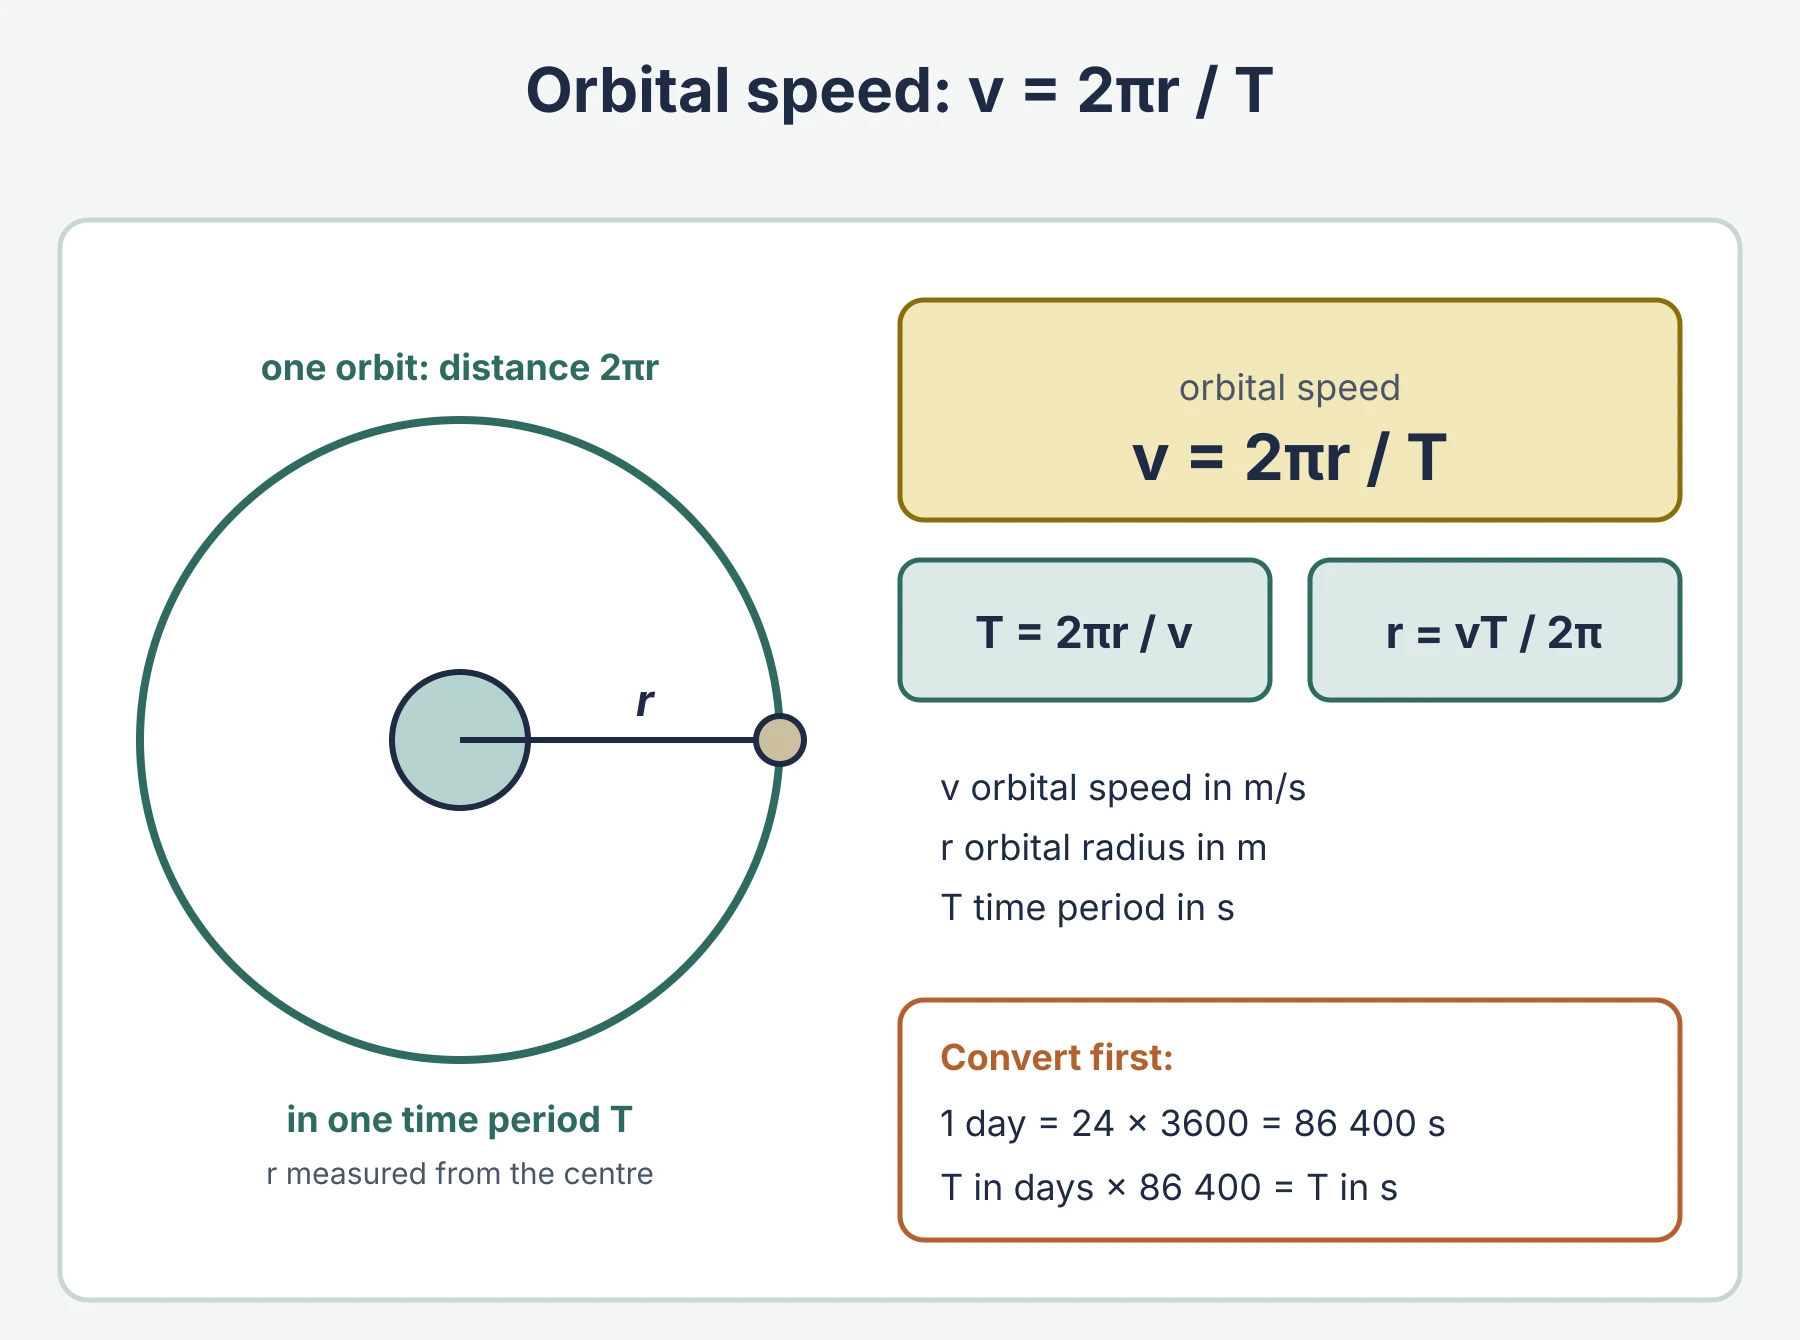 Orbital speed: v = 2πr / T
one orbit: distance 2πr
r
in one time period T
r measured from the centre
orbital speed
v = 2πr / T
T = 2πr / v
r = vT / 2π
v orbital speed in m/s
r orbital radius in m
T time period in s
Convert first:
1 day = 24 × 3600 = 86 400 s
T in days × 86 400 = T in s